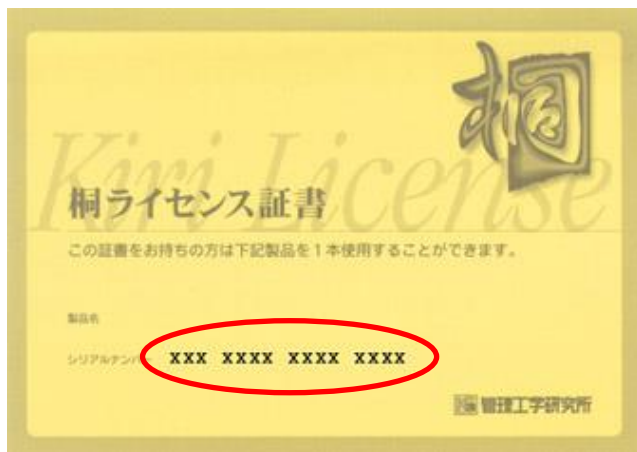 桐
Kiri License
桐ライセンス証書
この証書をお持ちの方は下記製品を1本使用することができます。
製品名
シリアルナンバー XXX XXXX XXXX XXXX
管理工学研究所